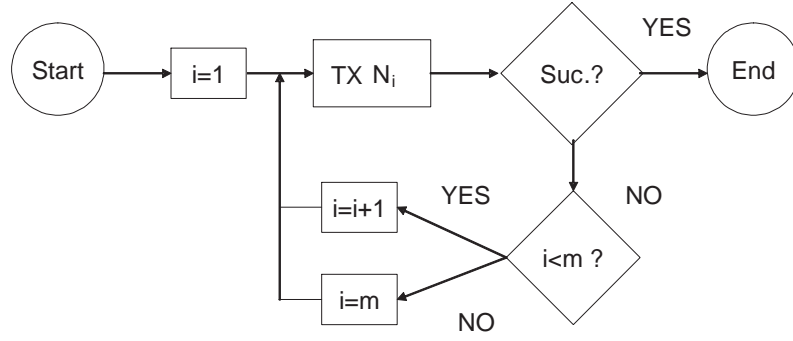 YES
Start
i=1
TX Nᵢ
Suc.?
End
YES
NO
i=i+1
i<m ?
i=m
NO